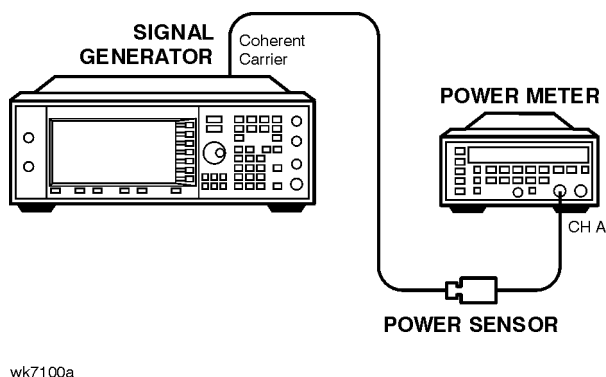 SIGNAL
GENERATOR
Coherent
Carrier
POWER METER
CH A
POWER SENSOR
wk7100a